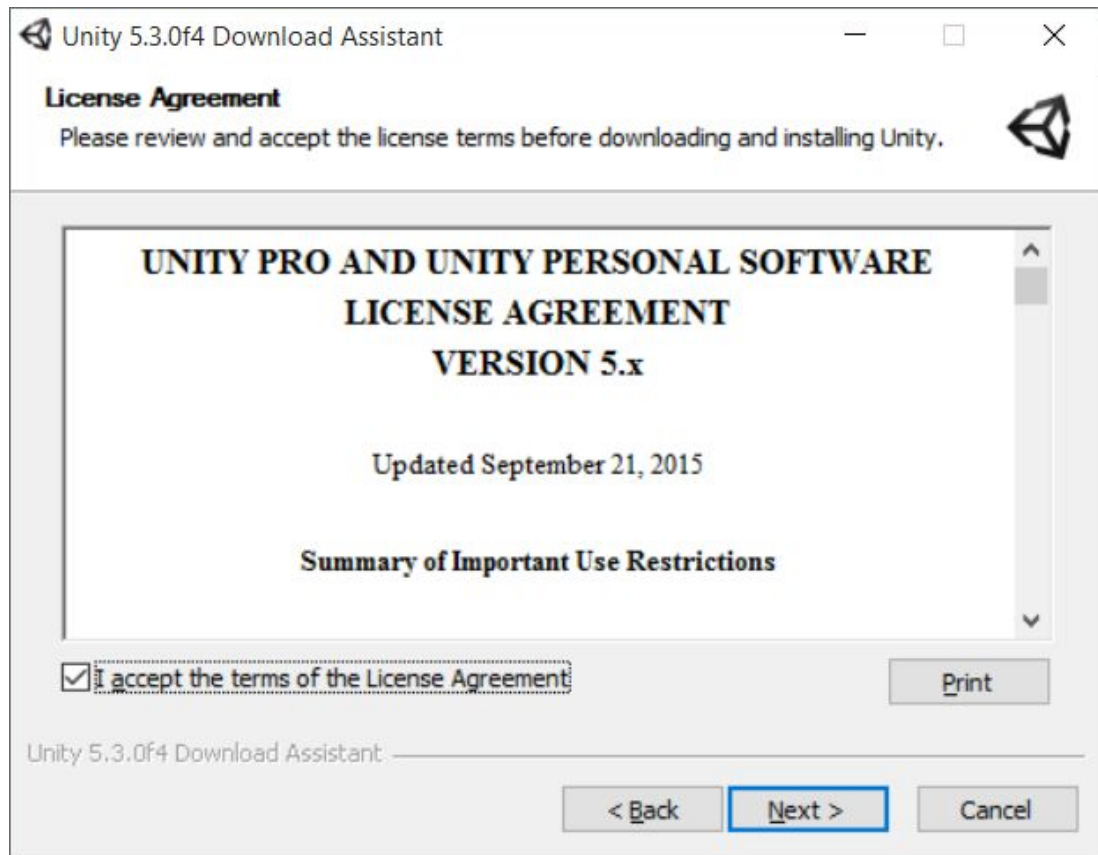 Unity 5.3.0f4 Download Assistant
License Agreement
Please review and accept the license terms before downloading and installing Unity.
UNITY PRO AND UNITY PERSONAL SOFTWARE
LICENSE AGREEMENT
VERSION 5.x
Updated September 21, 2015
Summary of Important Use Restrictions
I accept the terms of the License Agreement
Print
Unity 5.3.0f4 Download Assistant
< Back Next > Cancel